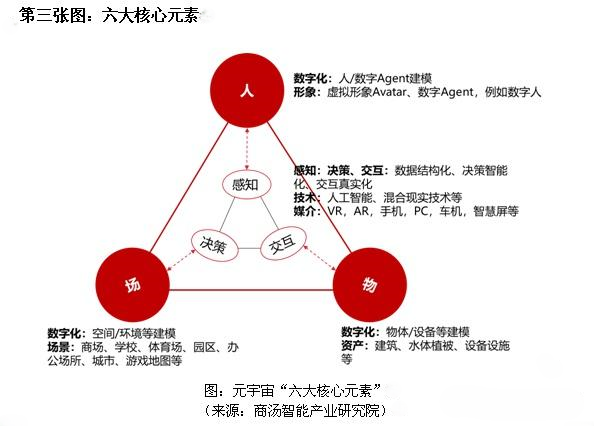 第三张图：六大核心元素
人
数字化：人/数字Agent建模
形象：虚拟形象Avatar、数字Agent，例如数字人
感知
感知：决策、交互：数据结构化、决策智能
化、交互真实化
技术：人工智能、混合现实技术等
媒介：VR，AR，手机，PC，车机，智慧屏等
决策
交互
场
物
数字化：空间/环境等建模
场景：商场、学校、体育场、园区、办
公场所、城市、游戏地图等
数字化：物体/设备等建模
资产：建筑、水体植被、设备设施
等
图：元宇宙“六大核心元素”
（来源：商汤智能产业研究院）